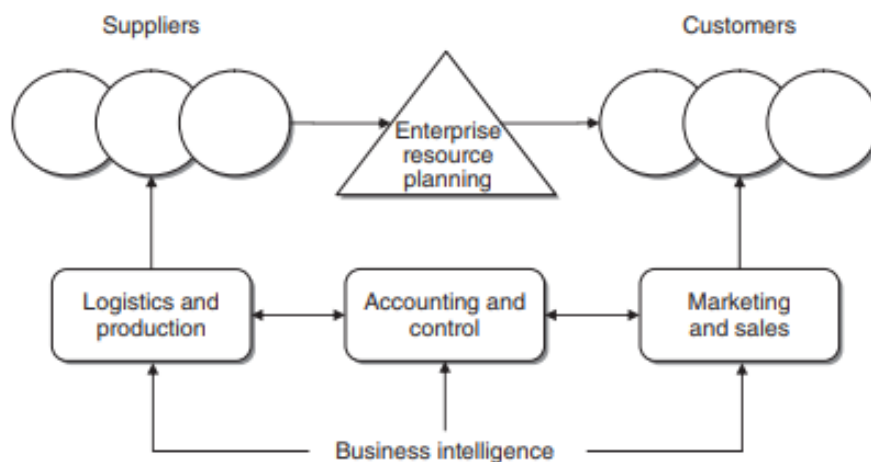 Suppliers
Customers
Enterprise
resource
planning
Logistics and
production
Accounting and
control
Marketing
and sales
Business intelligence